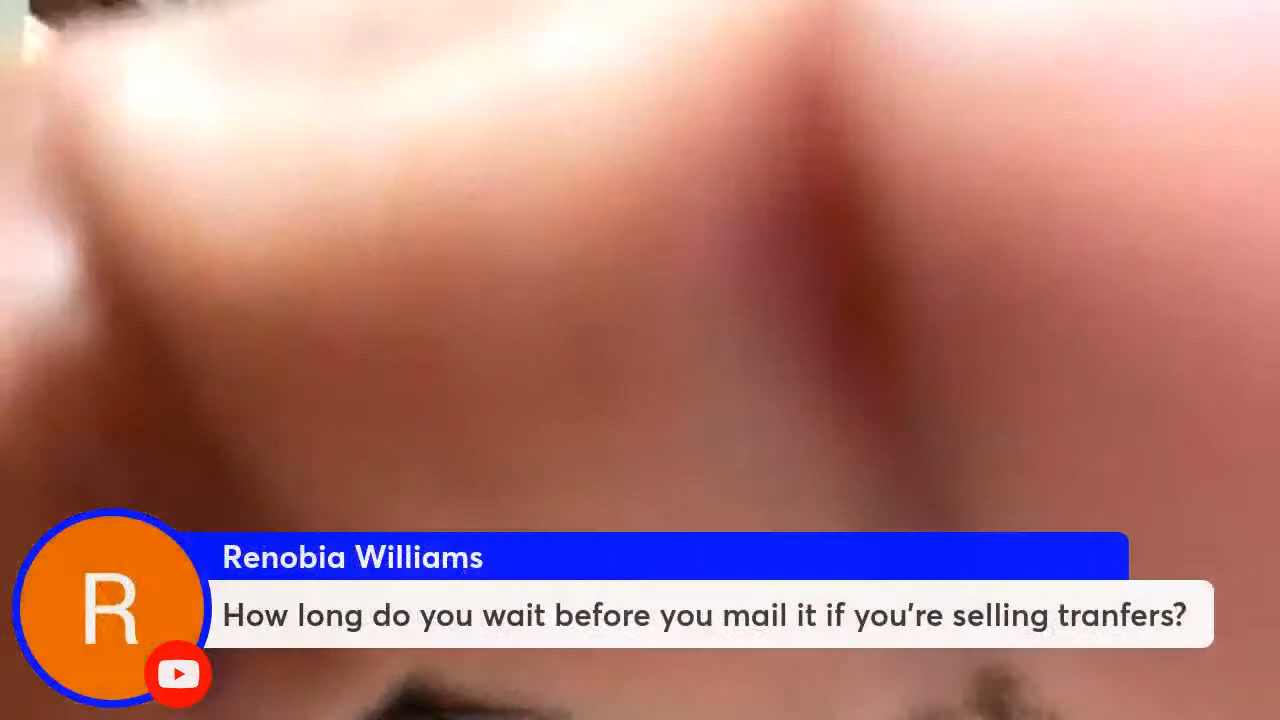 R
Renobia Williams
How long do you wait before you mail it if you’re selling tranfers?